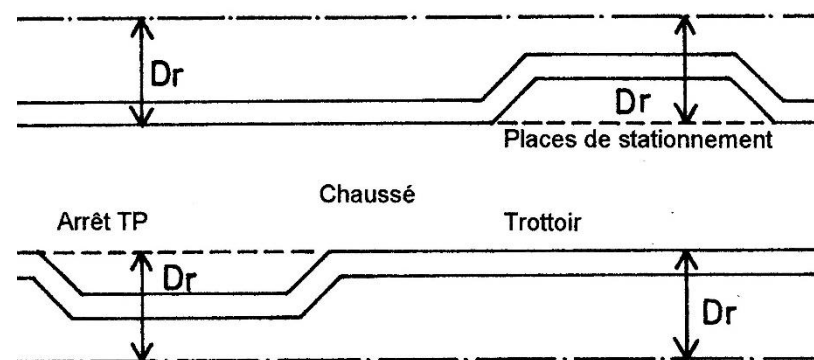 Dr
Dr
Places de stationnement
Chaussé
Arrêt TP
Trottoir
Dr
Dr